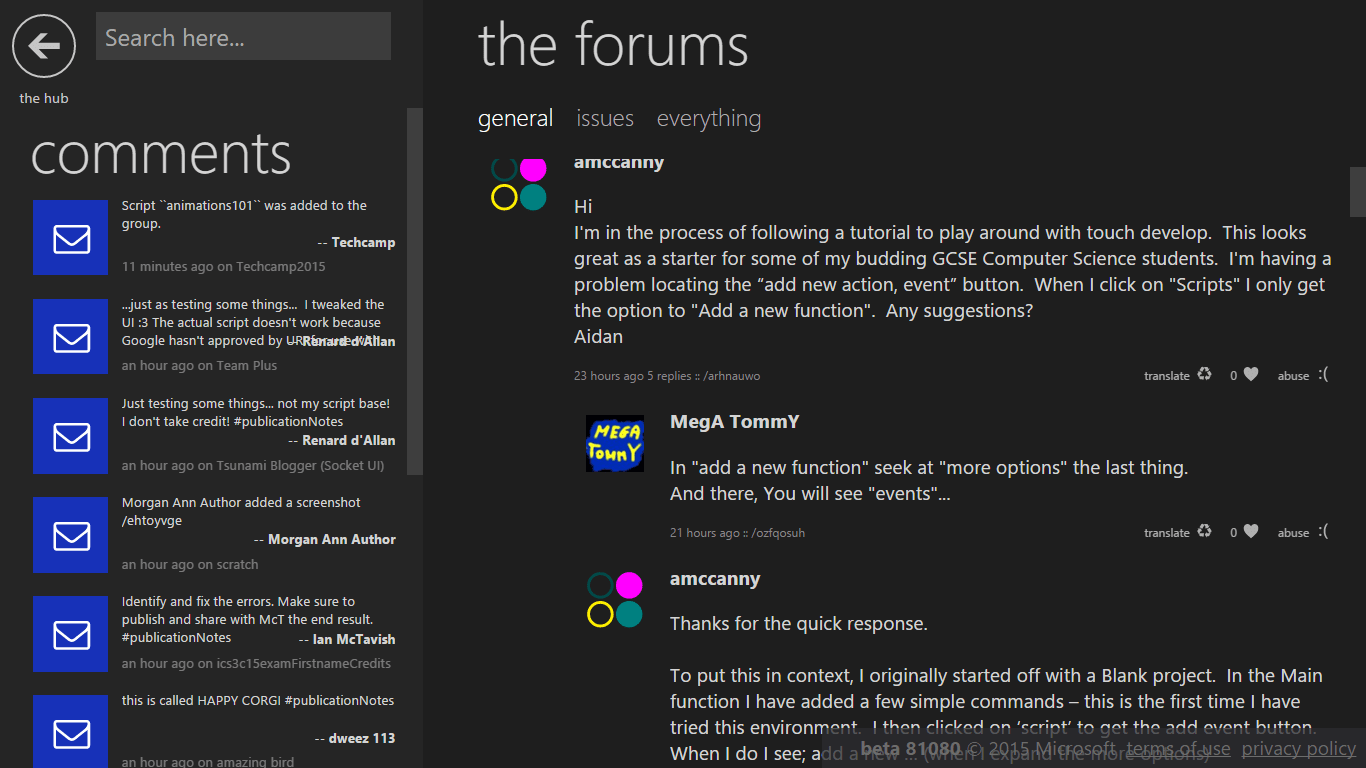 Search here...
the hub
comments
Script ``animations101`` was added to the
group.
-- Techcamp
11 minutes ago on Techcamp2015
...just as testing some things...  I tweaked the
UI :3 The actual script doesn't work because
Google hasn't approved by URL for use with
-- Renard d'Allan
an hour ago on Team Plus
Just testing some things... not my script base!
I don't take credit! #publicationNotes
-- Renard d'Allan
an hour ago on Tsunami Blogger (Socket UI)
Morgan Ann Author added a screenshot
/ehtoyvge
-- Morgan Ann Author
an hour ago on scratch
Identify and fix the errors. Make sure to
publish and share with McT the end result.
#publicationNotes
-- Ian McTavish
an hour ago on ics3c15examFirstnameCredits
this is called HAPPY CORGI #publicationNotes
-- dweez 113
an hour ago on amazing bird
the forums
general issues everything
amccanny
Hi
I'm in the process of following a tutorial to play around with touch develop.  This looks
great as a starter for some of my budding GCSE Computer Science students.  I'm having a
problem locating the “add new action, event” button.  When I click on "Scripts" I only get
the option to "Add a new function".  Any suggestions?
Aidan
23 hours ago 5 replies :: /arhnauwo translate 0 abuse :(
MEGA
TOMMY
MegA TommY
In "add a new function" seek at "more options" the last thing.
And there, You will see "events"...
21 hours ago :: /ozfqosuh translate 0 abuse :(
amccanny
Thanks for the quick response.
To put this in context, I originally started off with a Blank project.  In the Main
function I have added a few simple commands – this is the first time I have
tried this environment.  I then clicked on ‘script’ to get the add event button.
When I do I see; add a new ... (when I expand the more options)
beta 81080 © 2015 Microsoft terms of use privacy policy